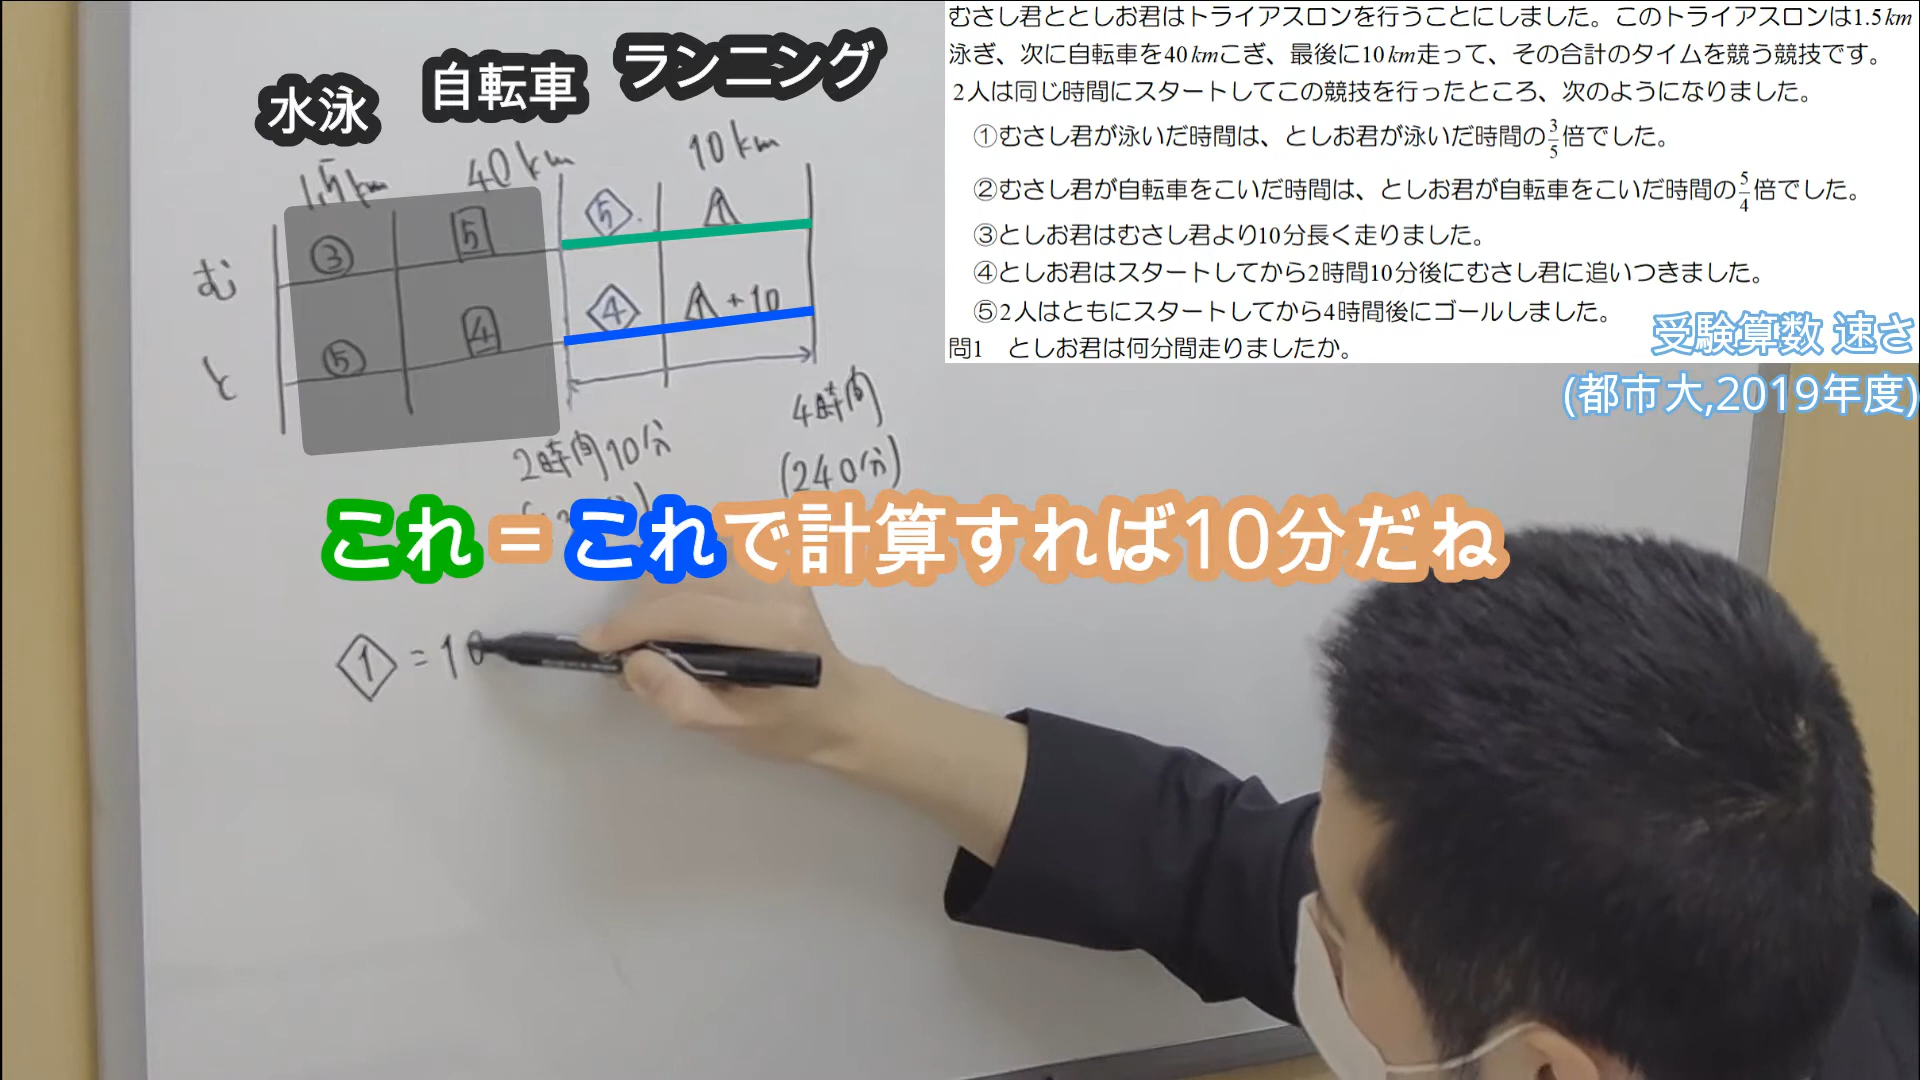 むさし君ととしお君はトライアスロンを行うことにしました。このトライアスロンは1.5km
泳ぎ、次に自転車を40kmこぎ、最後に10km走って、その合計のタイムを競う競技です。
2人は同じ時間にスタートしてこの競技を行ったところ、次のようになりました。
①むさし君が泳いだ時間は、としお君が泳いだ時間の3/5倍でした。
②むさし君が自転車をこいだ時間は、としお君が自転車をこいだ時間の5/4倍でした。
③としお君はむさし君より10分長く走りました。
④としお君はスタートしてから2時間10分後にむさし君に追いつきました。
⑤2人はともにスタートしてから4時間後にゴールしました。
問1 としお君は何分間走りましたか。
受験算数 速さ
(都市大,2019年度)
水泳 自転車 ランニング
1.5km 40km 10km
む ③ 5 5 1
と ⑤ 4 4 1 +10
2時間10分 4時間
(240分)
これ=これで計算すれば10分だね
1 = 10